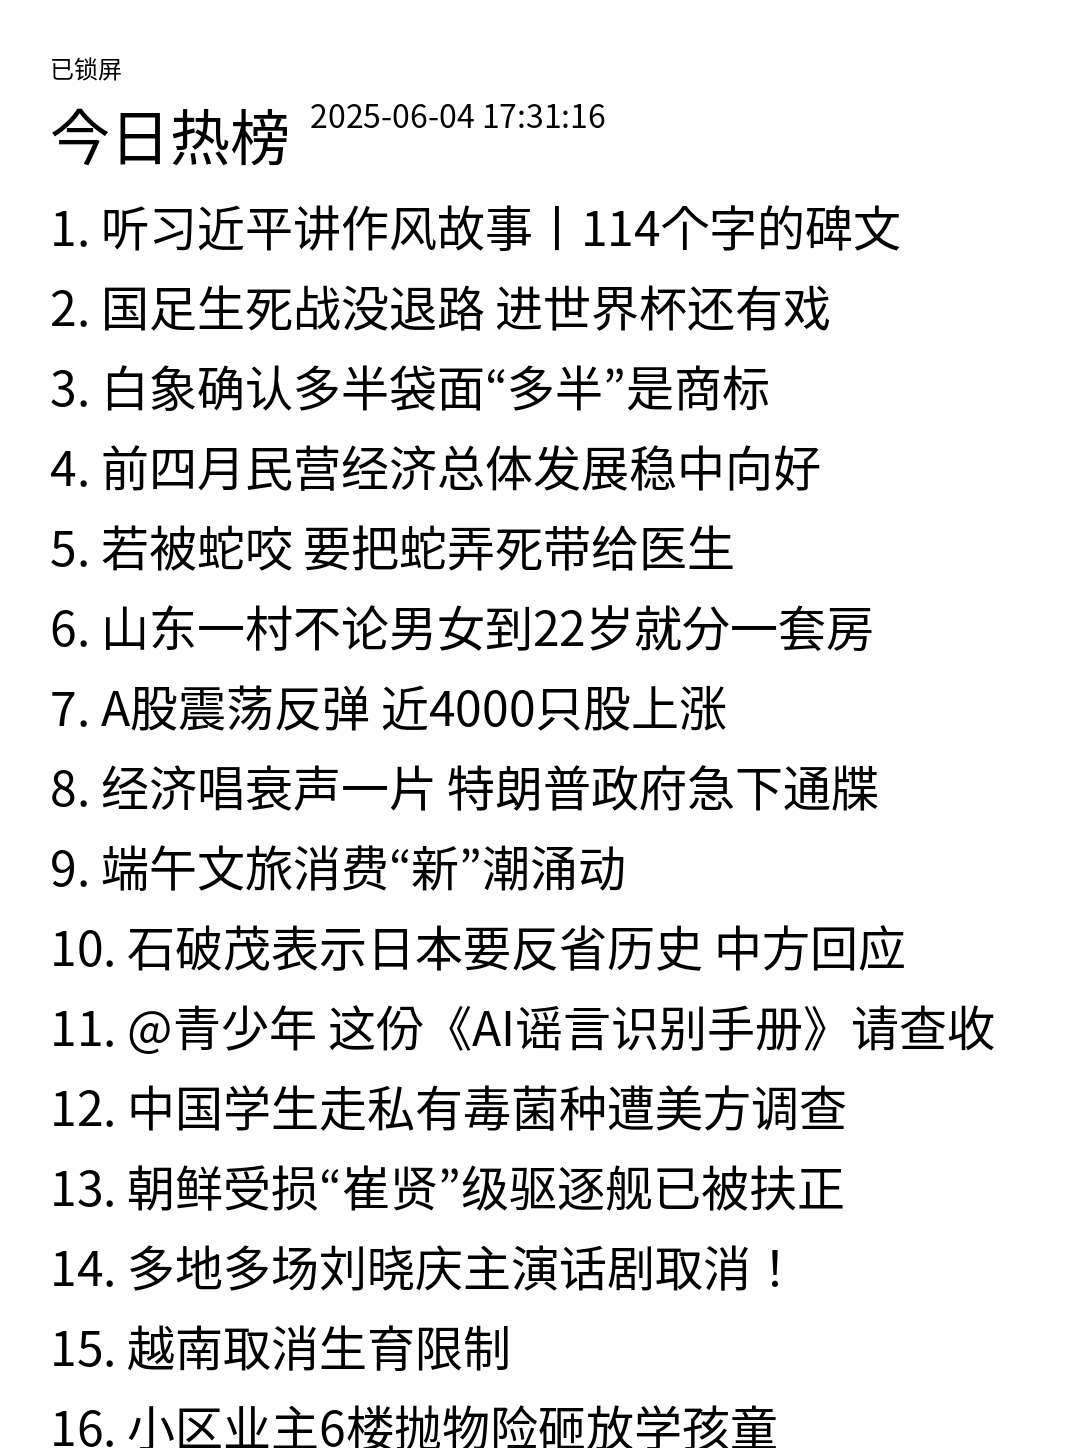 已锁屏
今日热榜 2025-06-04 17:31:16
1. 听习近平讲作风故事丨114个字的碑文
2. 国足生死战没退路 进世界杯还有戏
3. 白象确认多半袋面“多半”是商标
4. 前四月民营经济总体发展稳中向好
5. 若被蛇咬 要把蛇弄死带给医生
6. 山东一村不论男女到22岁就分一套房
7. A股震荡反弹 近4000只股上涨
8. 经济唱衰声一片 特朗普政府急下通牒
9. 端午文旅消费“新”潮涌动
10. 石破茂表示日本要反省历史 中方回应
11. @青少年 这份《AI谣言识别手册》请查收
12. 中国学生走私有毒菌种遭美方调查
13. 朝鲜受损“崔贤”级驱逐舰已被扶正
14. 多地多场刘晓庆主演话剧取消！
15. 越南取消生育限制
16. 小区业主6楼抛物险砸放学孩童